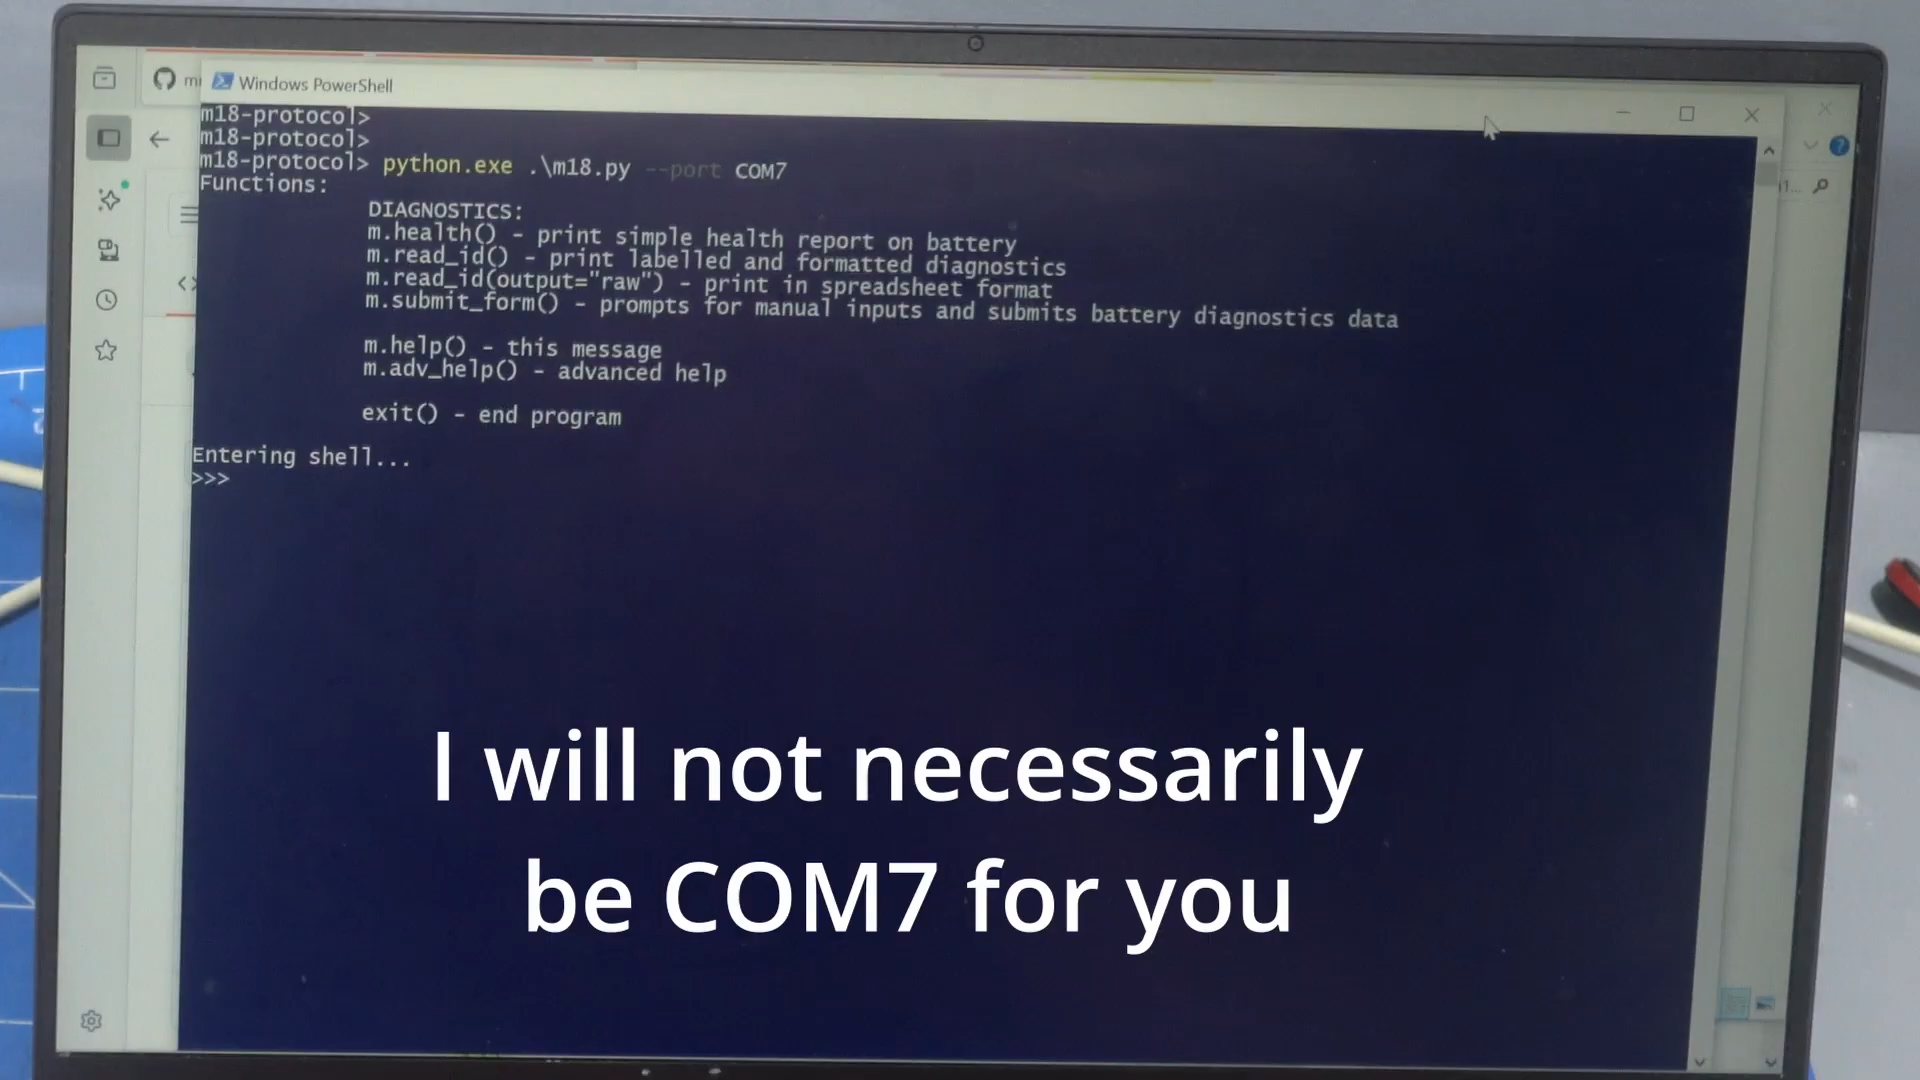 Windows PowerShell
m18-protocol>
m18-protocol>
m18-protocol> python.exe .\m18.py --port COM7
Functions:
DIAGNOSTICS:
m.health() - print simple health report on battery
m.read_id() - print labelled and formatted diagnostics
m.read_id(output="raw") - print in spreadsheet format
m.submit_form() - prompts for manual inputs and submits battery diagnostics data
m.help() - this message
m.adv_help() - advanced help
exit() - end program
Entering shell...
>>>
I will not necessarily
be COM7 for you